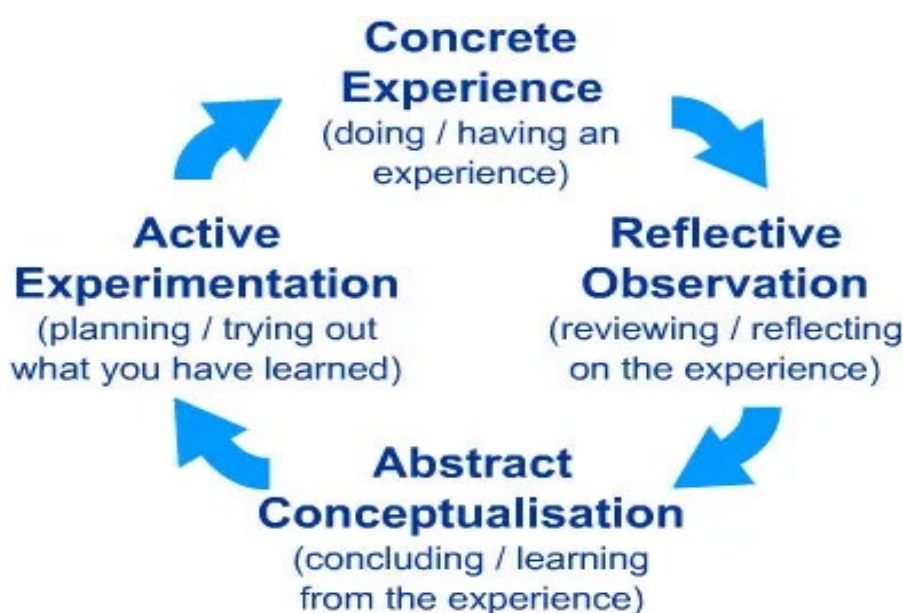 Concrete
Experience
(doing / having an
experience)
Reflective
Observation
(reviewing / reflecting
on the experience)
Abstract
Conceptualisation
(concluding / learning
from the experience)
Active
Experimentation
(planning / trying out
what you have learned)